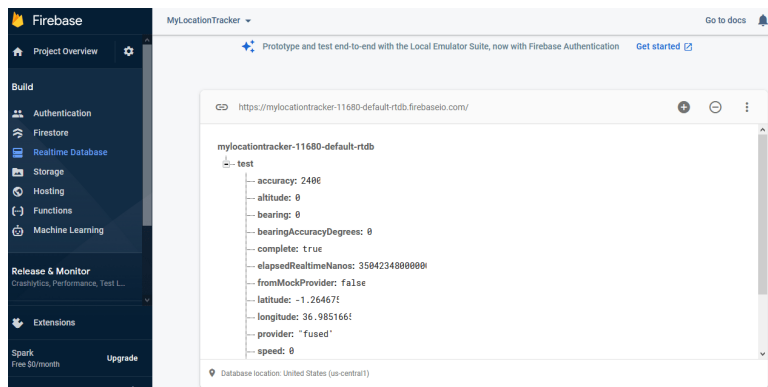 Firebase
MyLocationTracker
Go to docs
Project Overview
Prototype and test end-to-end with the Local Emulator Suite, now with Firebase Authentication Get started
Build
Authentication
Firestore
Realtime Database
Storage
Hosting
Functions
Machine Learning
Release & Monitor
Crashlytics, Performance, Test L...
Extensions
Spark
Free $0/month
Upgrade
https://mylocationtracker-11680-default-rtdb.firebaseio.com/
mylocationtracker-11680-default-rtdb
test
accuracy: 2400
altitude: 0
bearing: 0
bearingAccuracyDegrees: 0
complete: true
elapsedRealtimeNanos: 35042348000000
fromMockProvider: false
latitude: -1.264675
longitude: 36.9851665
provider: "fused"
speed: 0
Database location: United States (us-central1)